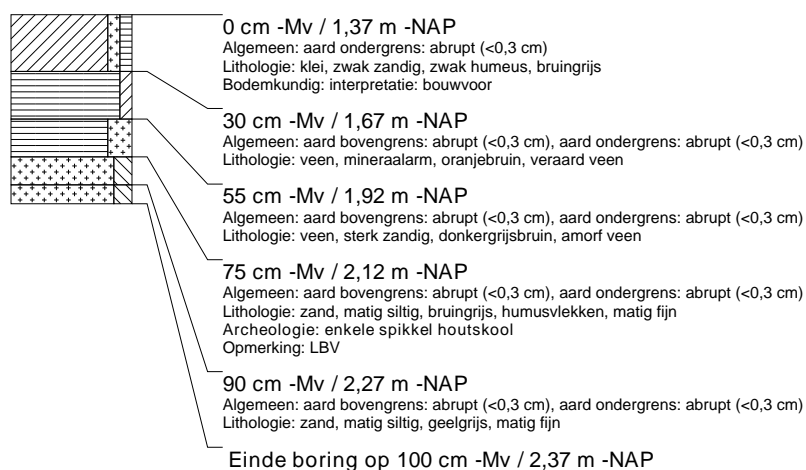 0 cm -Mv / 1,37 m -NAP
Algemeen: aard ondergrens: abrupt (<0,3 cm)
Lithologie: klei, zwak zandig, zwak humeus, bruingrijs
Bodemkundig: interpretatie: bouwvoor
30 cm -Mv / 1,67 m -NAP
Algemeen: aard bovengrens: abrupt (<0,3 cm), aard ondergrens: abrupt (<0,3 cm)
Lithologie: veen, mineraalarm, oranjebruin, veraard veen
55 cm -Mv / 1,92 m -NAP
Algemeen: aard bovengrens: abrupt (<0,3 cm), aard ondergrens: abrupt (<0,3 cm)
Lithologie: veen, sterk zandig, donkergrijsbruin, amorf veen
75 cm -Mv / 2,12 m -NAP
Algemeen: aard bovengrens: abrupt (<0,3 cm), aard ondergrens: abrupt (<0,3 cm)
Lithologie: zand, matig siltig, bruingrijs, humusvlekken, matig fijn
Archeologie: enkele spikkel houtskool
Opmerking: LBV
90 cm -Mv / 2,27 m -NAP
Algemeen: aard bovengrens: abrupt (<0,3 cm), aard ondergrens: abrupt (<0,3 cm)
Lithologie: zand, matig siltig, geelgrijs, matig fijn
Einde boring op 100 cm -Mv / 2,37 m -NAP